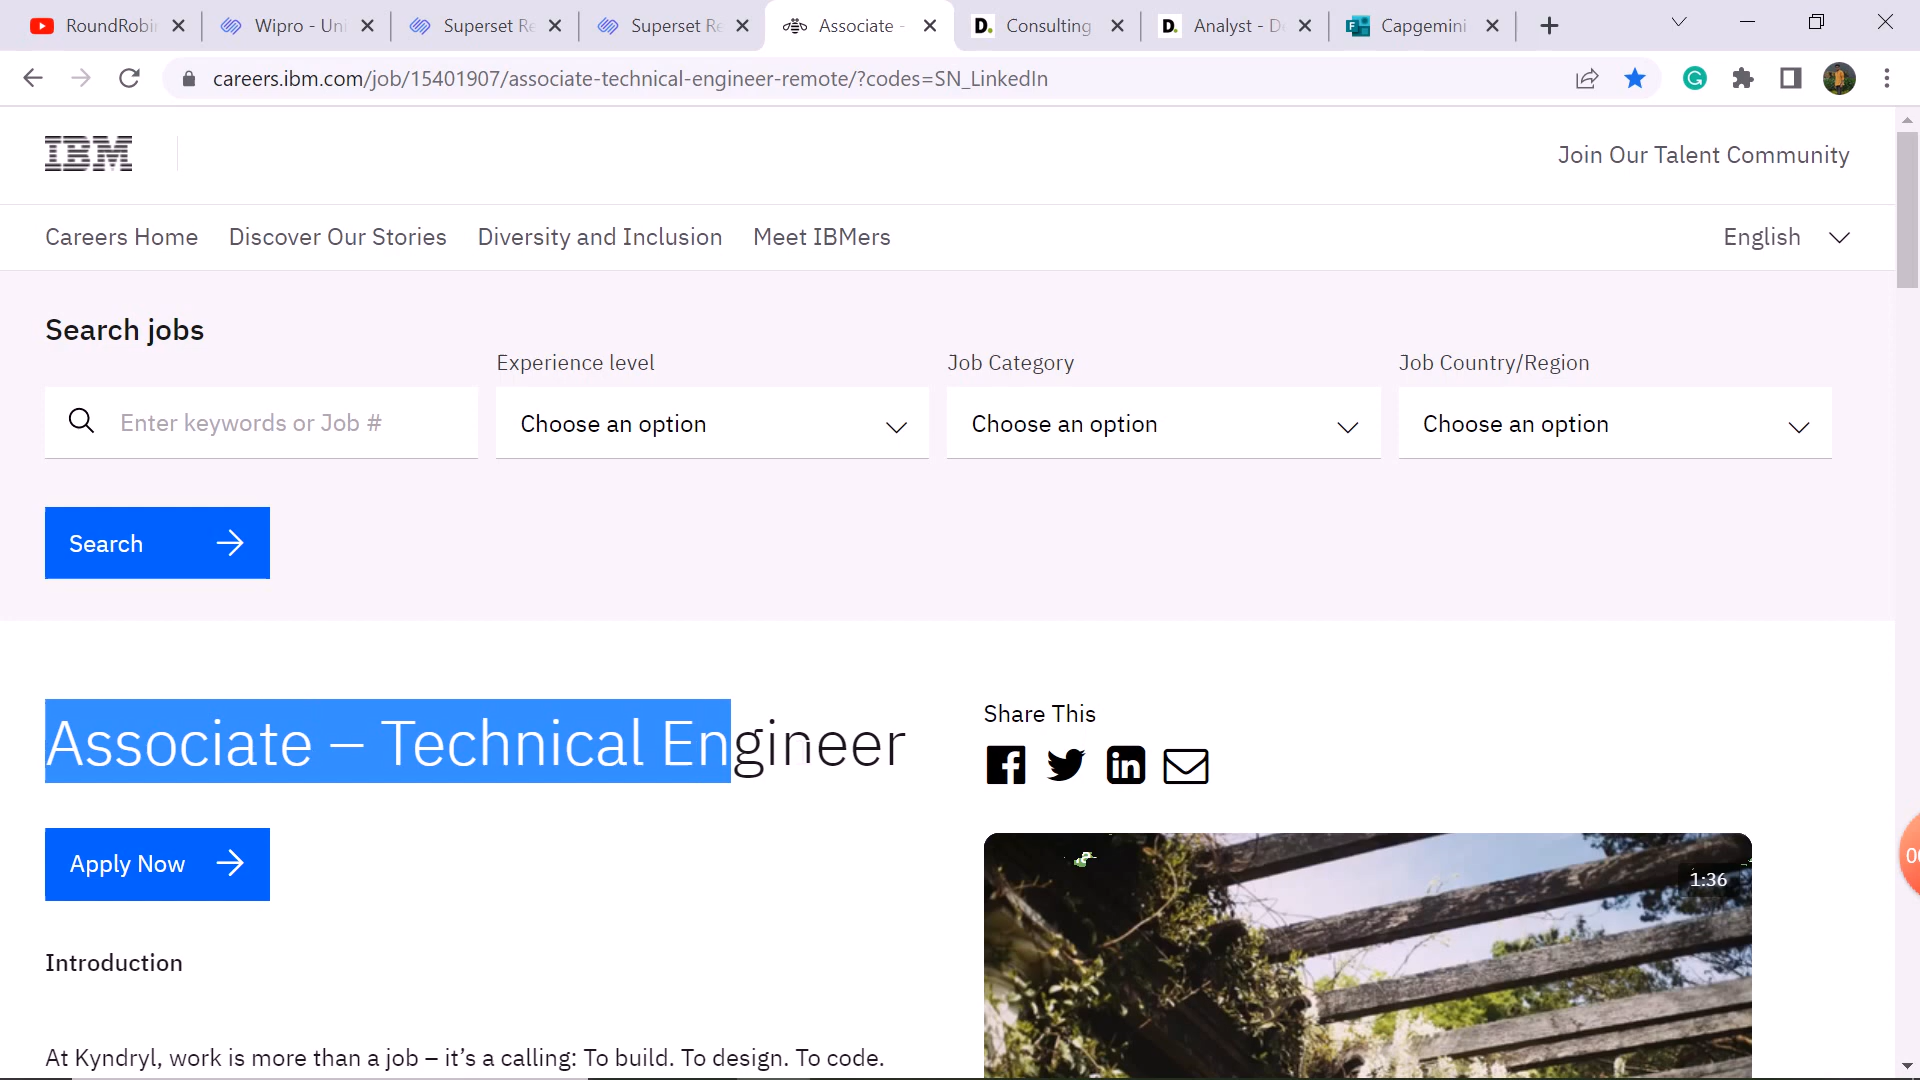 RoundRobin
Wipro - Uni
Superset Re
Superset Re
Associate -
D. Consulting
D. Analyst - De
Capgemini
careers.ibm.com/job/15401907/associate-technical-engineer-remote/?codes=SN_LinkedIn
IBM
Join Our Talent Community
Careers Home Discover Our Stories Diversity and Inclusion Meet IBMers English
Search jobs
Experience level Job Category Job Country/Region
Enter keywords or Job # Choose an option Choose an option Choose an option
Search
Associate – Technical Engineer
Share This
Apply Now
1:36
Introduction
At Kyndryl, work is more than a job – it's a calling: To build. To design. To code.